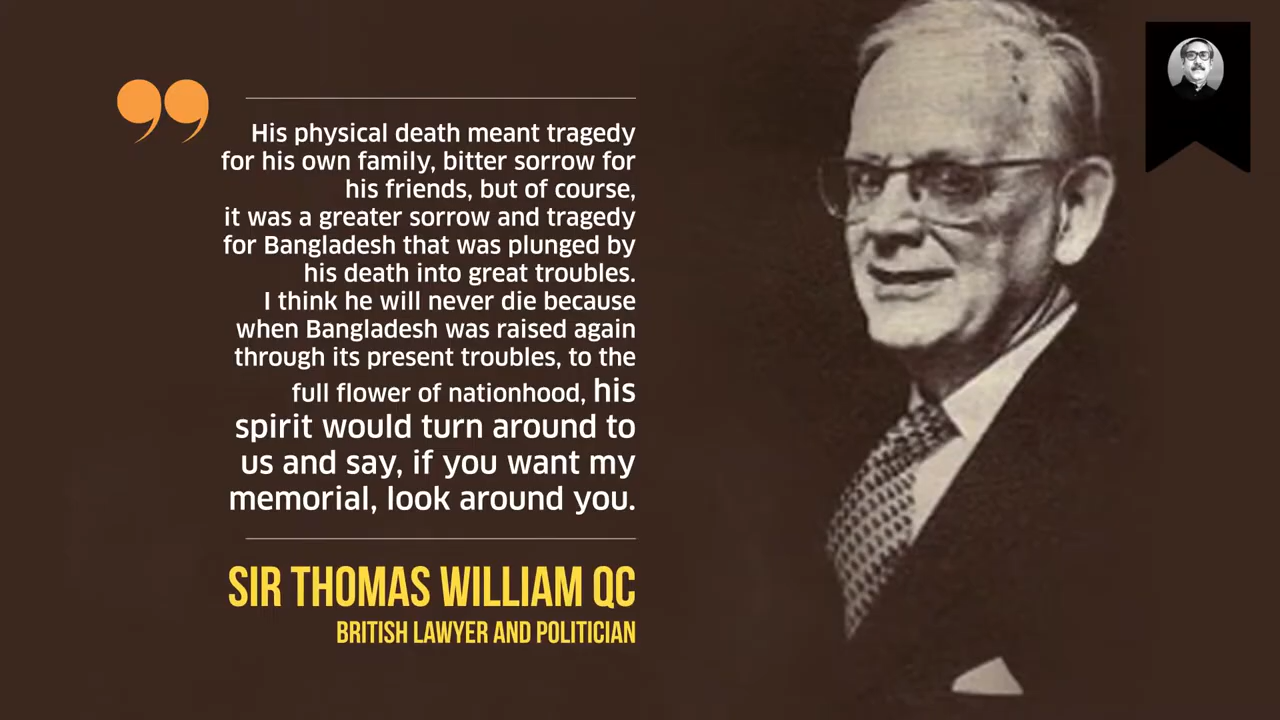 His physical death meant tragedy
for his own family, bitter sorrow for
his friends, but of course,
it was a greater sorrow and tragedy
for Bangladesh that was plunged by
his death into great troubles.
I think he will never die because
when Bangladesh was raised again
through its present troubles, to the
full flower of nationhood, his
spirit would turn around to
us and say, if you want my
memorial, look around you.
SIR THOMAS WILLIAM QC
BRITISH LAWYER AND POLITICIAN